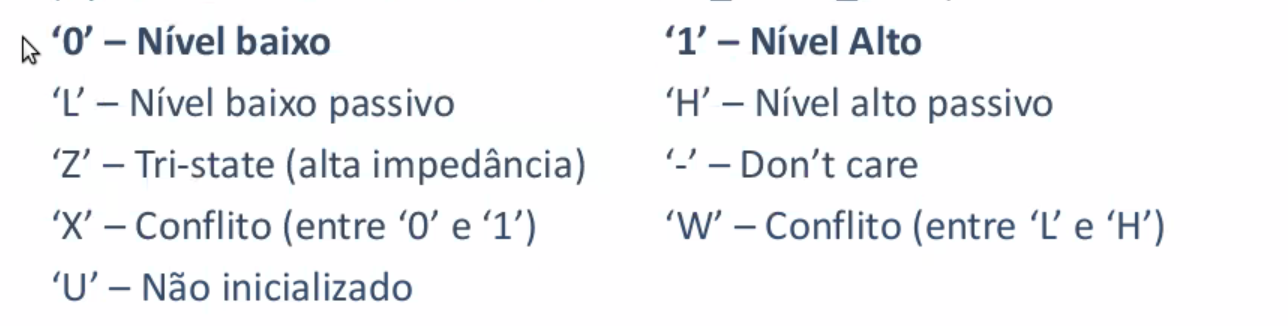 ‘0’ – Nível baixo
‘1’ – Nível Alto
‘L’ – Nível baixo passivo
‘H’ – Nível alto passivo
‘Z’ – Tri-state (alta impedância)
‘-’ – Don’t care
‘X’ – Conflito (entre ‘0’ e ‘1’)
‘W’ – Conflito (entre ‘L’ e ‘H’)
‘U’ – Não inicializado